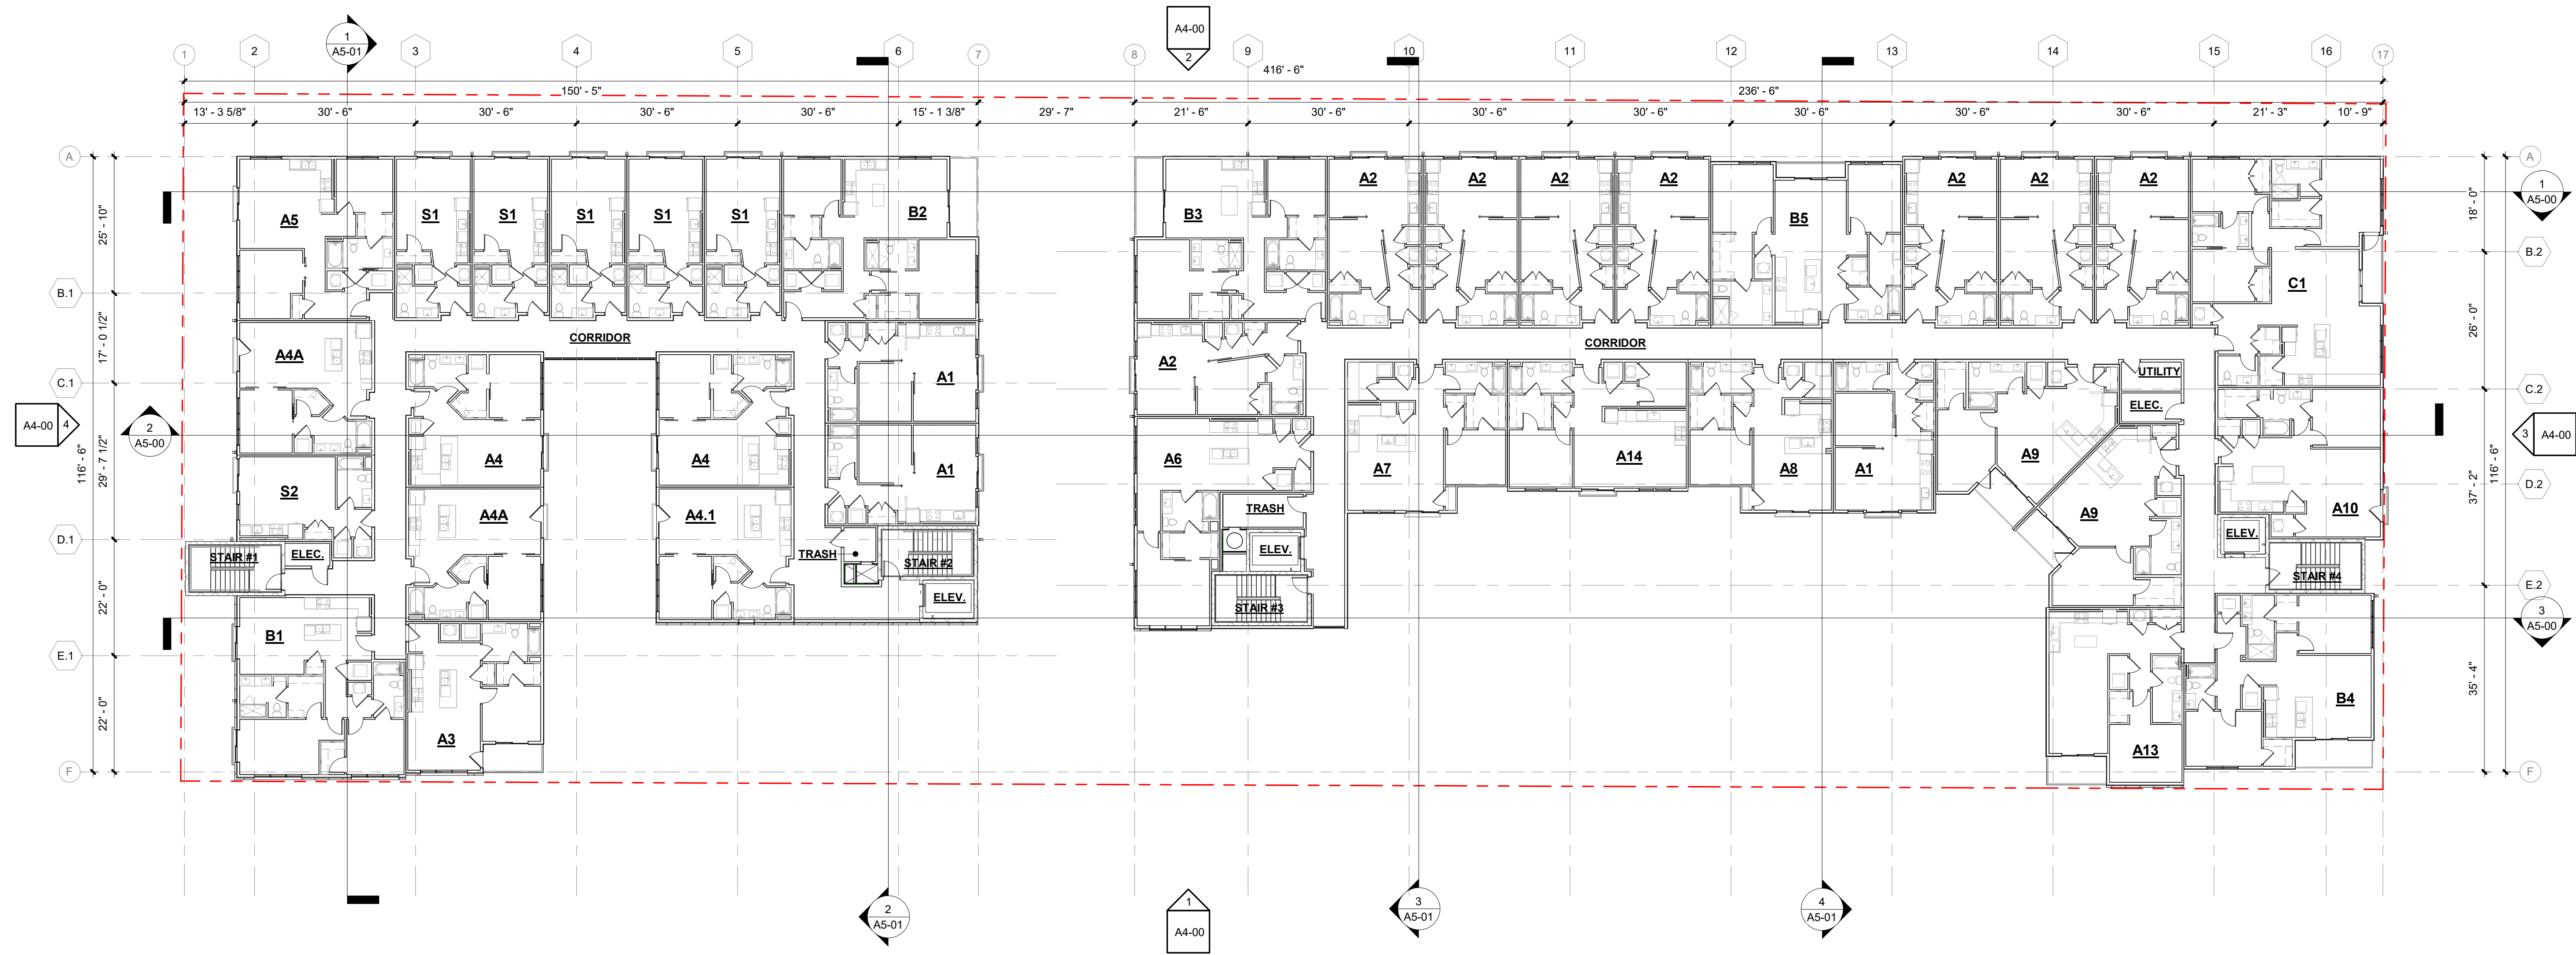 A4-00
2
1
A5-01
1
2
3
4
5
6
7
8
9
10
11
12
13
14
15
16
17
416' - 6"
150' - 5"
236' - 6"
13' - 3 5/8"
30' - 6"
30' - 6"
30' - 6"
30' - 6"
15' - 1 3/8"
29' - 7"
21' - 6"
30' - 6"
30' - 6"
30' - 6"
30' - 6"
30' - 6"
30' - 6"
21' - 3"
10' - 9"
A
A
A2
A2
A2
A2
A2
A2
A2
1
A5-00
25' - 10"
18' - 0"
A5
S1
S1
S1
S1
S1
B2
B3
B5
B.2
B.1
C1
17' - 0 1/2"
26' - 0"
CORRIDOR
CORRIDOR
A4A
A2
A1
UTILITY
C.1
C.2
ELEC.
A4-00
4
2
A5-00
3
A4-00
116' - 6"
29' - 7 1/2"
37' - 2"
116' - 6"
A4
A4
A1
A6
A7
A14
A8
A1
A9
S2
D.2
A4A
A4.1
TRASH
A9
A10
D.1
STAIR #1
ELEC.
TRASH
STAIR #2
ELEV.
ELEV.
STAIR #4
E.2
22' - 0"
ELEV.
STAIR #3
3
A5-00
B1
E.1
35' - 4"
22' - 0"
A3
B4
A13
F
F
2
A5-01
1
A4-00
3
A5-01
4
A5-01